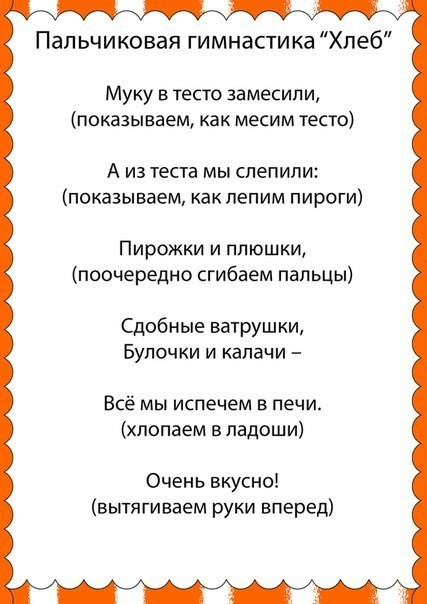 Пальчиковая гимнастика “Хлеб”
Муку в тесто замесили,
(показываем, как месим тесто)
А из теста мы слепили:
(показываем, как лепим пироги)
Пирожки и плюшки,
(поочередно сгибаем пальцы)
Сдобные ватрушки,
Булочки и калачи –
Всё мы испечем в печи.
(хлопаем в ладоши)
Очень вкусно!
(вытягиваем руки вперед)